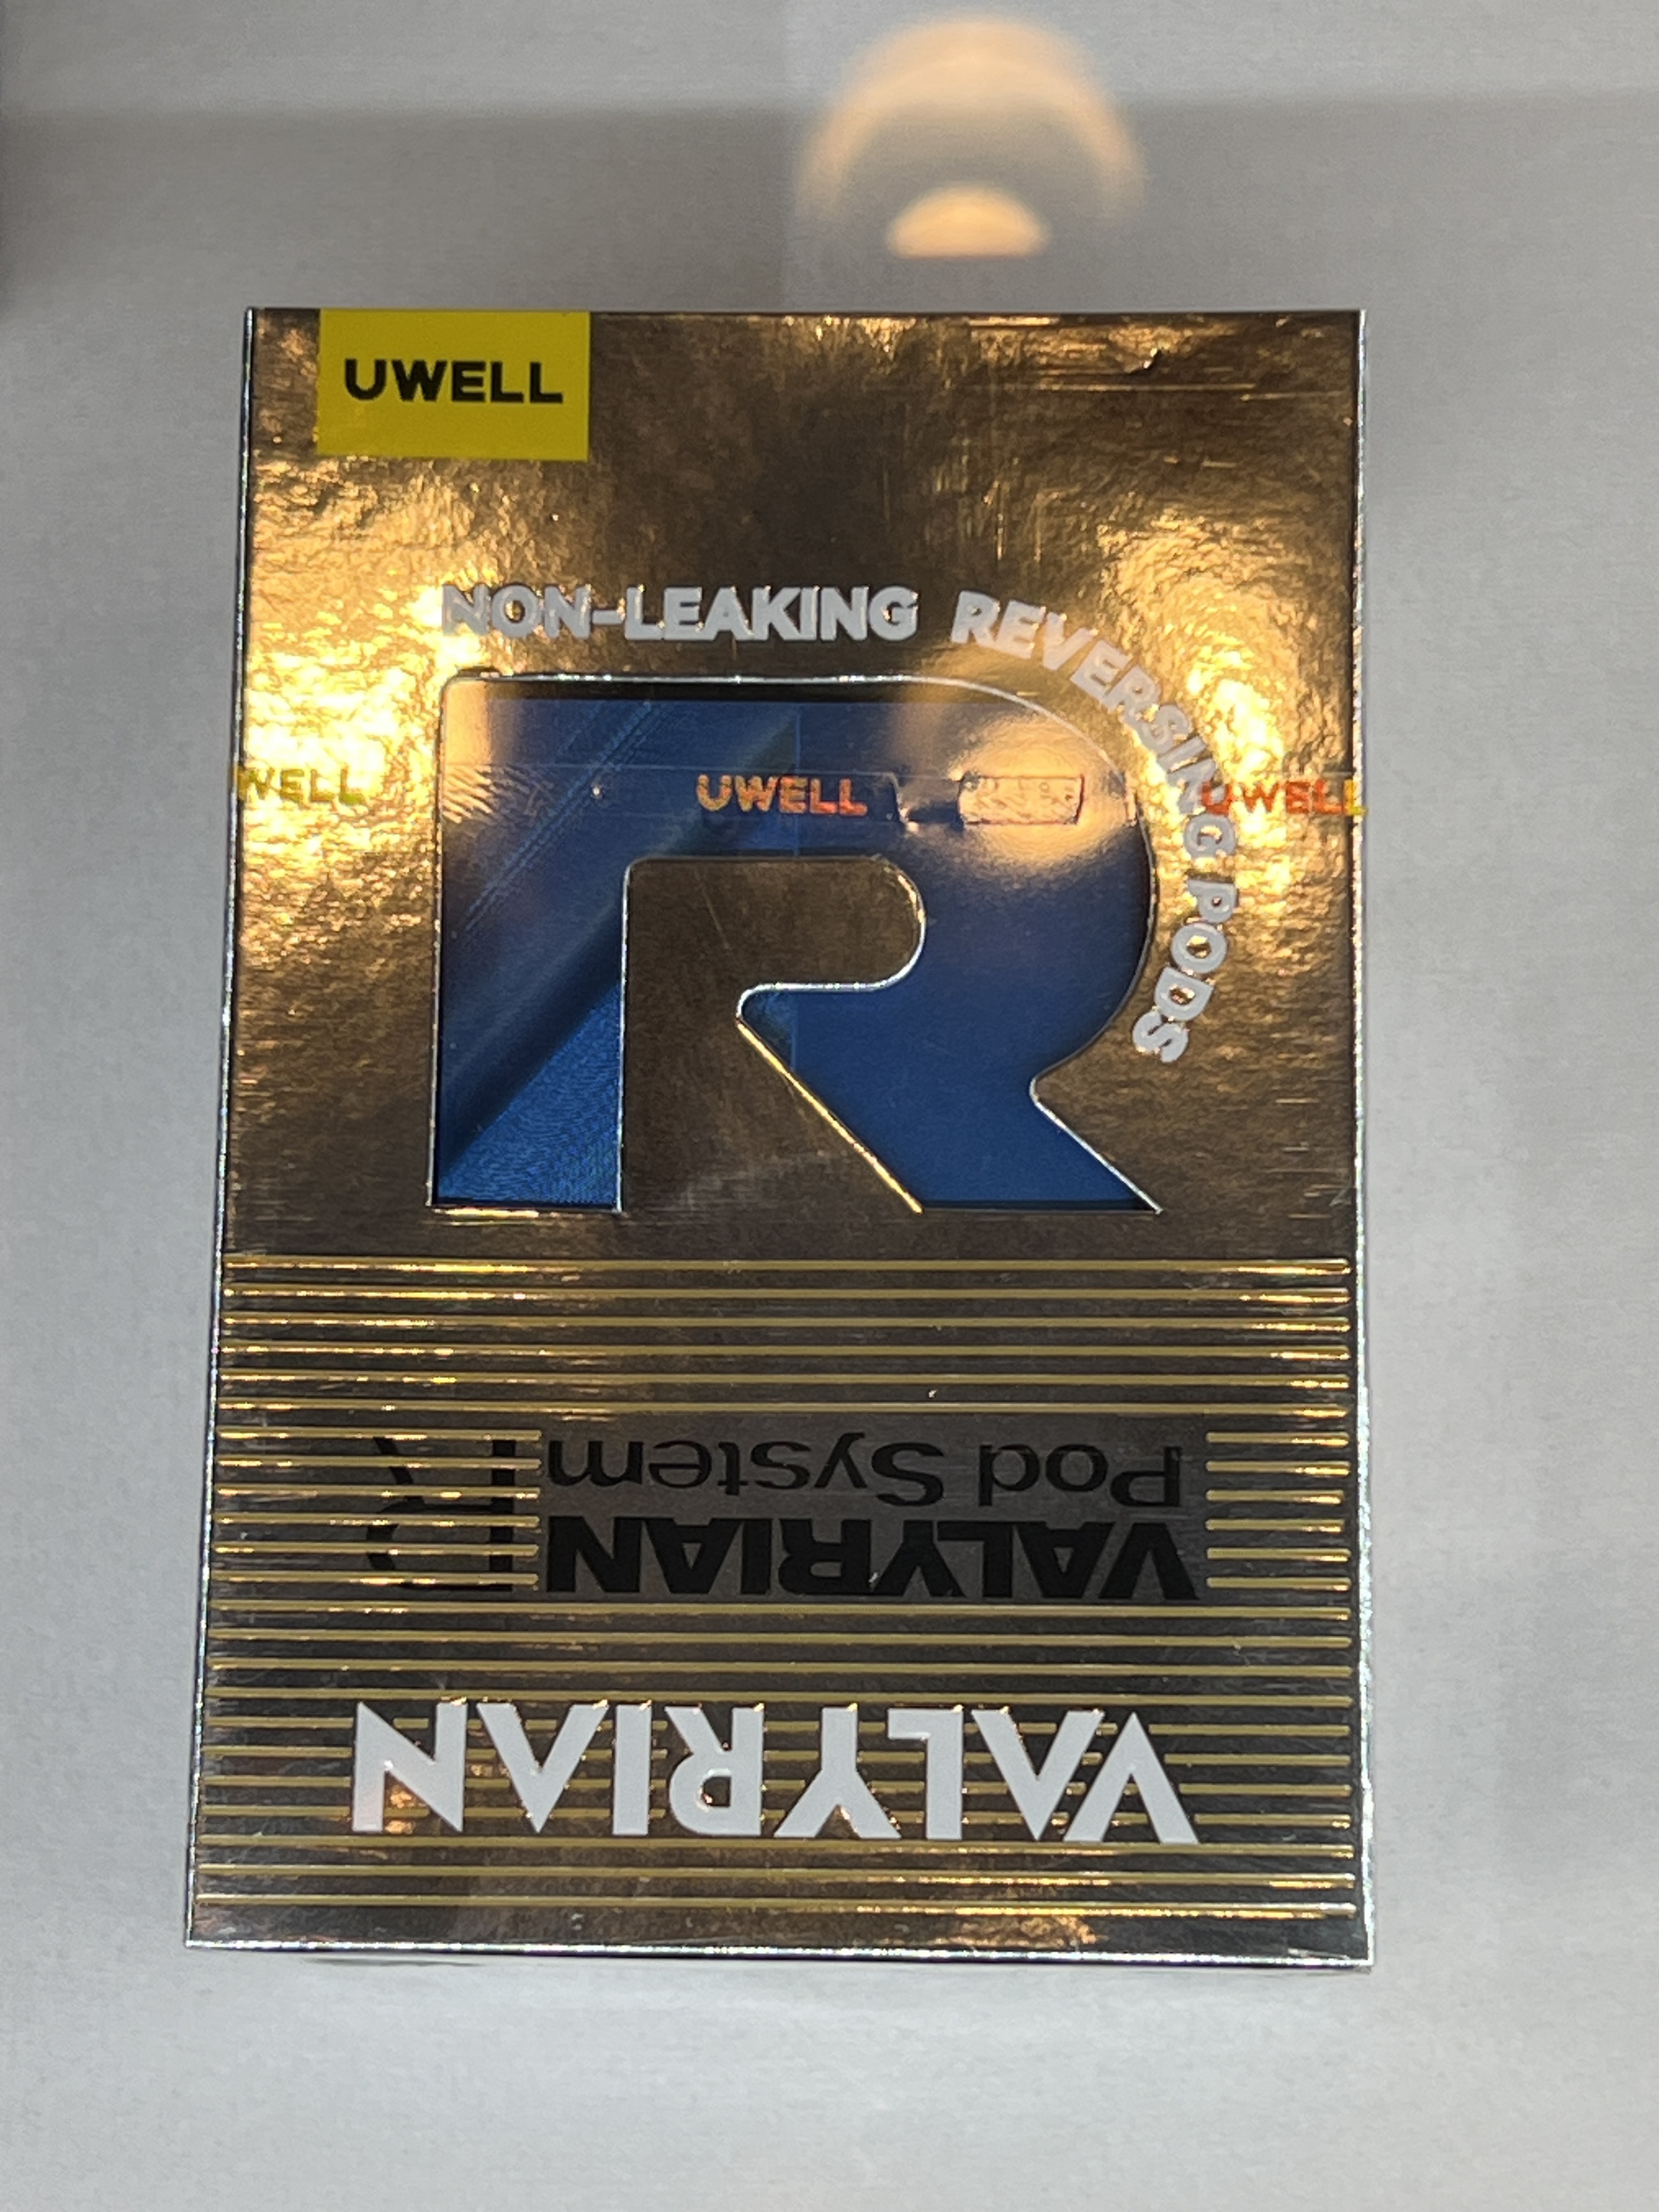 UWELL
NON-LEAKING REVERSING PODS
WELL
UWELL
UWELL
Pod System
VALYRIAN
VALYRIAN